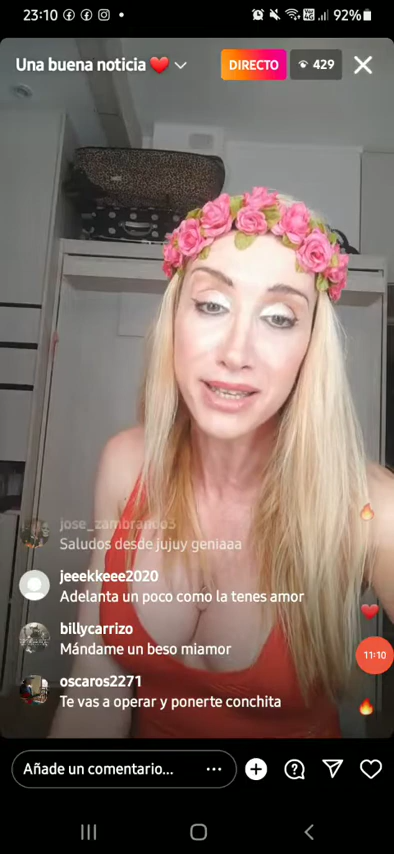 23:10
92%
Una buena noticia ❤️
DIRECTO
429
jose_zambrando3
Saludos desde jujuy geniaaa
jeeekkeee2020
Adelanta un poco como la tenes amor
billycarrizo
Mándame un beso miamor
11:10
oscaros2271
Te vas a operar y ponerte conchita
Añade un comentario...